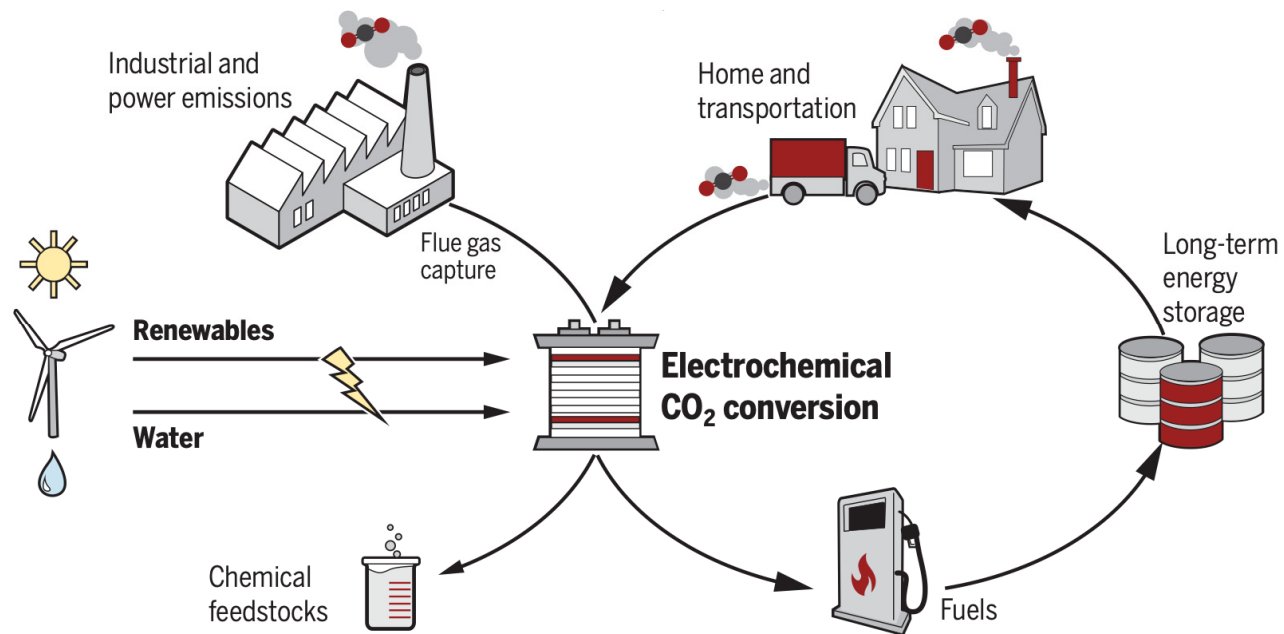 Industrial and
power emissions
Home and
transportation
Flue gas
capture
Long-term
energy
storage
Renewables
Electrochemical
CO₂ conversion
Water
Chemical
feedstocks
Fuels